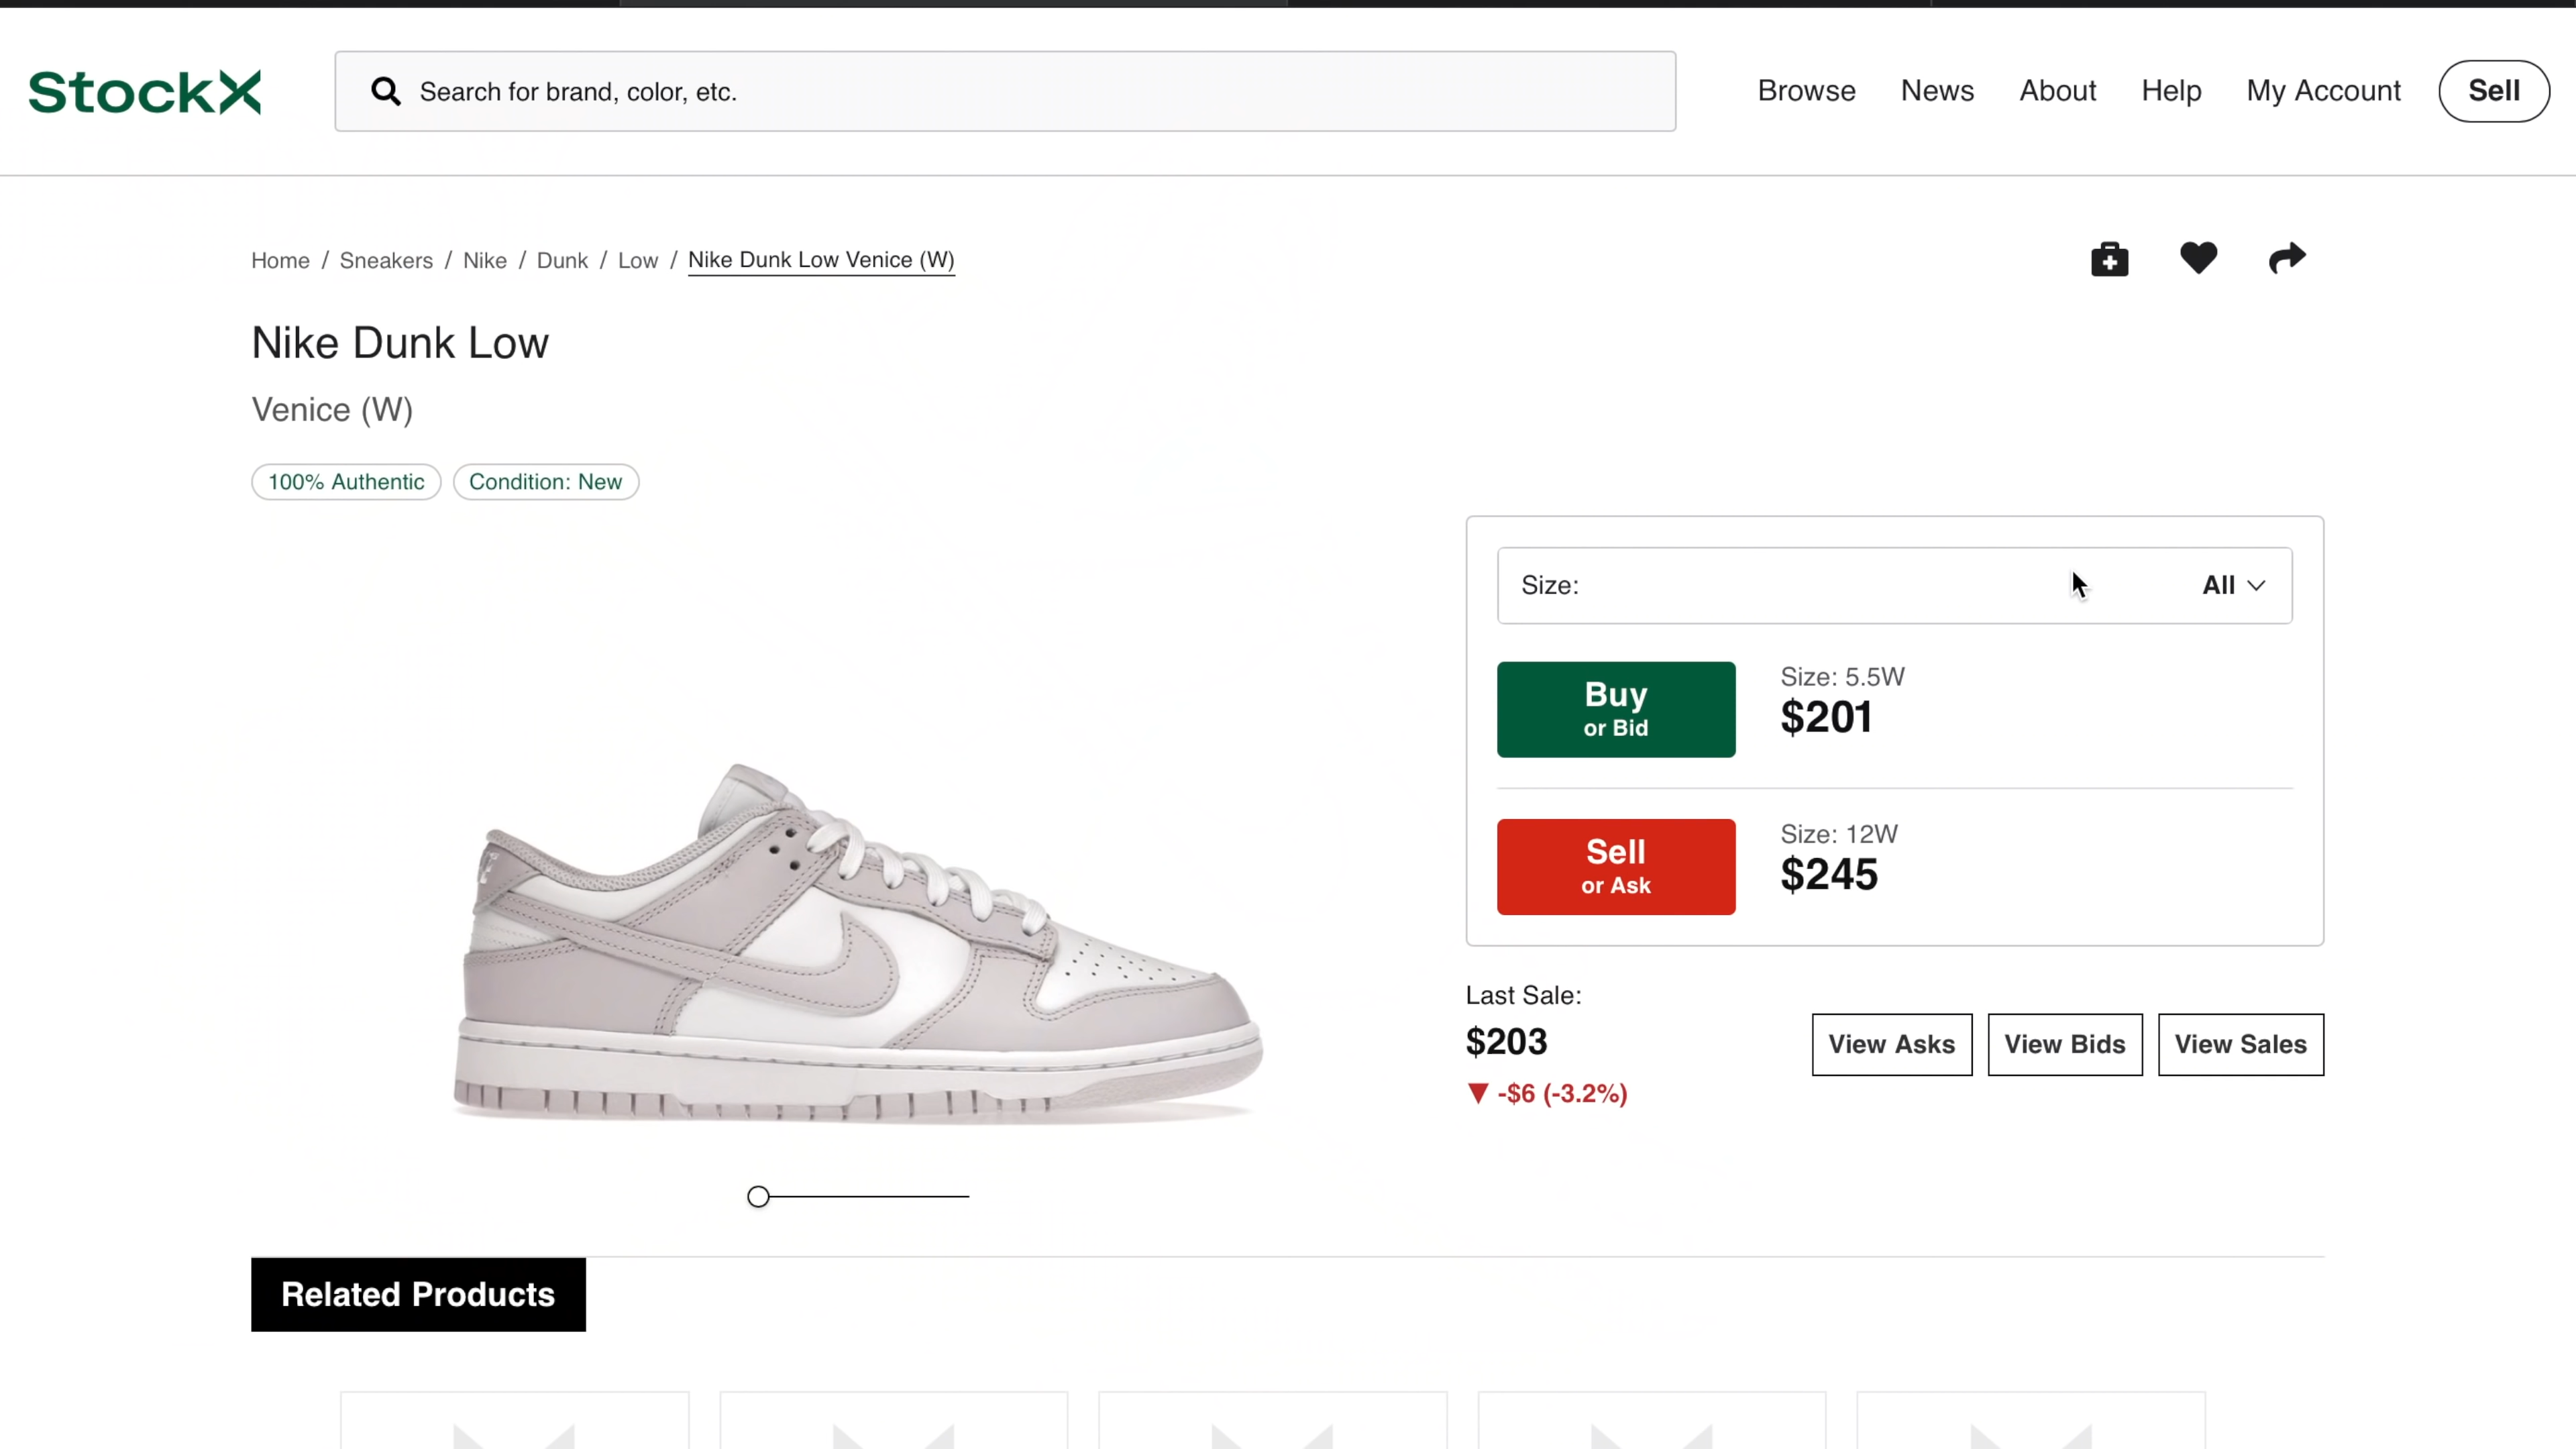 StockX
Search for brand, color, etc.
Browse News About Help My Account Sell
Home / Sneakers / Nike / Dunk / Low / Nike Dunk Low Venice (W)
Nike Dunk Low
Venice (W)
100% Authentic Condition: New
Size: All
Buy
or Bid
Size: 5.5W
$201
Sell
or Ask
Size: 12W
$245
Last Sale:
$203
▼ -$6 (-3.2%)
View Asks View Bids View Sales
Related Products